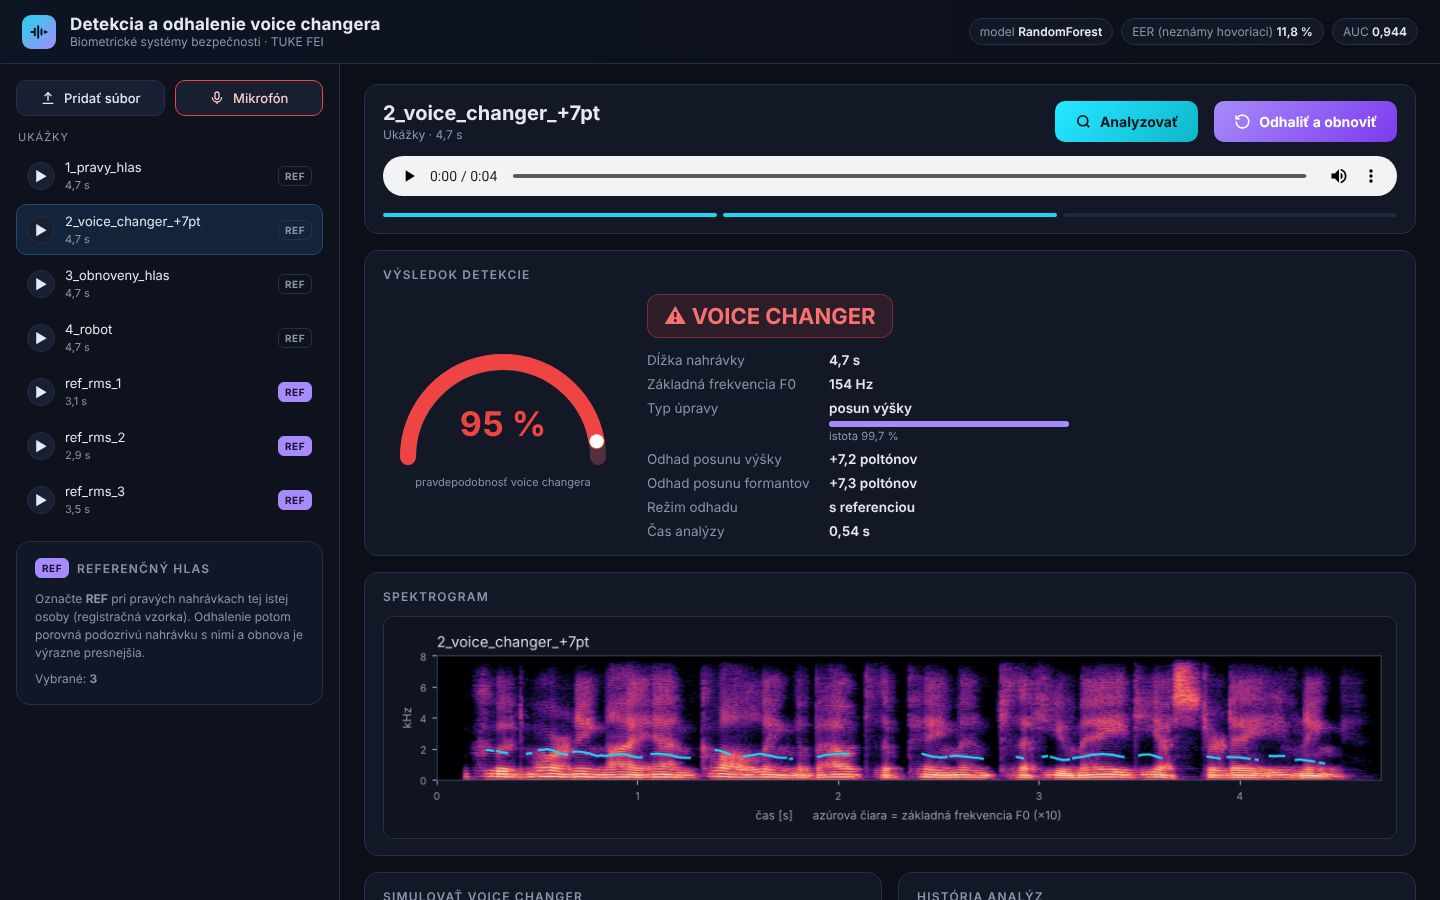 Detekcia a odhalenie voice changera
Biometrické systémy bezpečnosti · TUKE FEI
model RandomForest
EER (neznámy hovoriaci) 11,8 %
AUC 0,944
Pridať súbor
Mikrofón
UKÁŽKY
1_pravy_hlas
4,7 s
REF
2_voice_changer_+7pt
4,7 s
REF
3_obnoveny_hlas
4,7 s
REF
4_robot
4,7 s
REF
ref_rms_1
3,1 s
REF
ref_rms_2
2,9 s
REF
ref_rms_3
3,5 s
REF
REF REFERENČNÝ HLAS
Označte REF pri pravých nahrávkach tej istej
osoby (registračná vzorka). Odhalenie potom
porovná podozrivú nahrávku s nimi a obnova je
výrazne presnejšia.
Vybrané: 3
2_voice_changer_+7pt
Ukážky · 4,7 s
Analyzovať
Odhaliť a obnoviť
0:00 / 0:04
VÝSLEDOK DETEKCIE
95 %
pravdepodobnosť voice changera
VOICE CHANGER
Dĺžka nahrávky 4,7 s
Základná frekvencia F0 154 Hz
Typ úpravy posun výšky
istota 99,7 %
Odhad posunu výšky +7,2 poltónov
Odhad posunu formantov +7,3 poltónov
Režim odhadu s referenciou
Čas analýzy 0,54 s
SPEKTROGRAM
2_voice_changer_+7pt
8
6
4
2
0
kHz
0 1 2 3 4
čas [s] azúrová čiara = základná frekvencia F0 (×10)
SIMULOVAŤ VOICE CHANGER
HISTÓRIA ANALÝZ